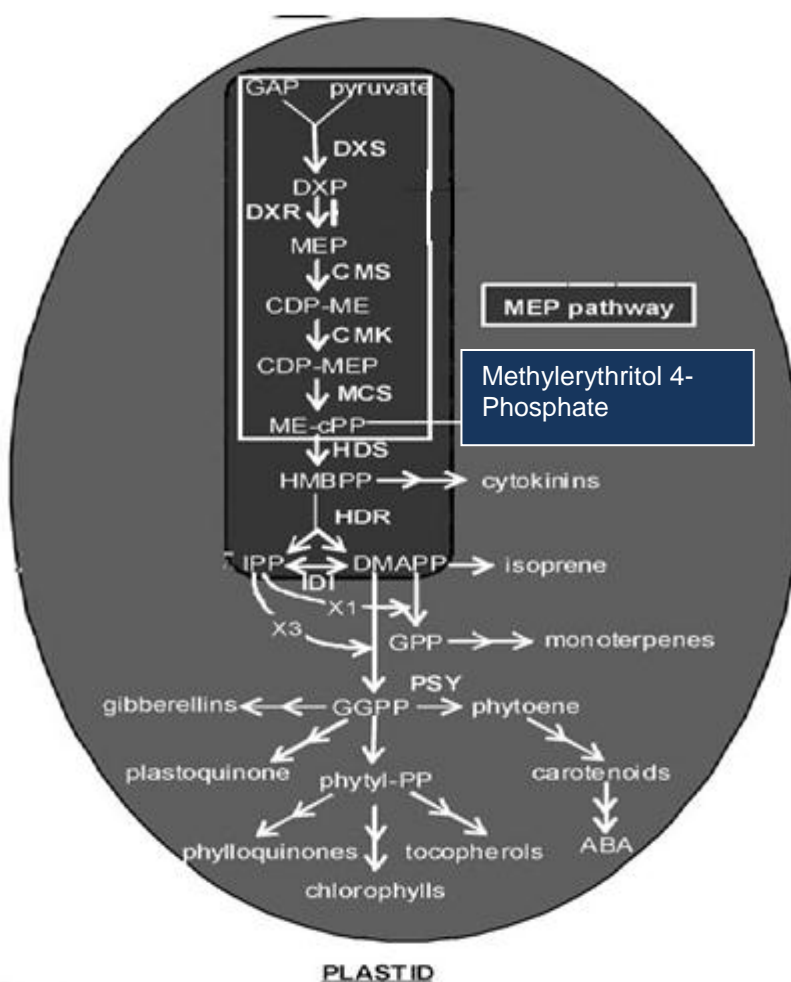 GAP pyruvate
DXS
DXP
DXR
MEP
CMS
CDP-ME
MEP pathway
CMK
CDP-MEP
Methylerythritol 4-
Phosphate
MCS
ME-cPP
HDS
HMBPP cytokinins
HDR
IPP DMAPP isoprene
IDI
X1
X3
GPP monoterpenes
PSY
gibberellins GGPP phytoene
plastoquinone phytyl-PP carotenoids
phylloquinones tocopherols ABA
chlorophylls
PLASTID